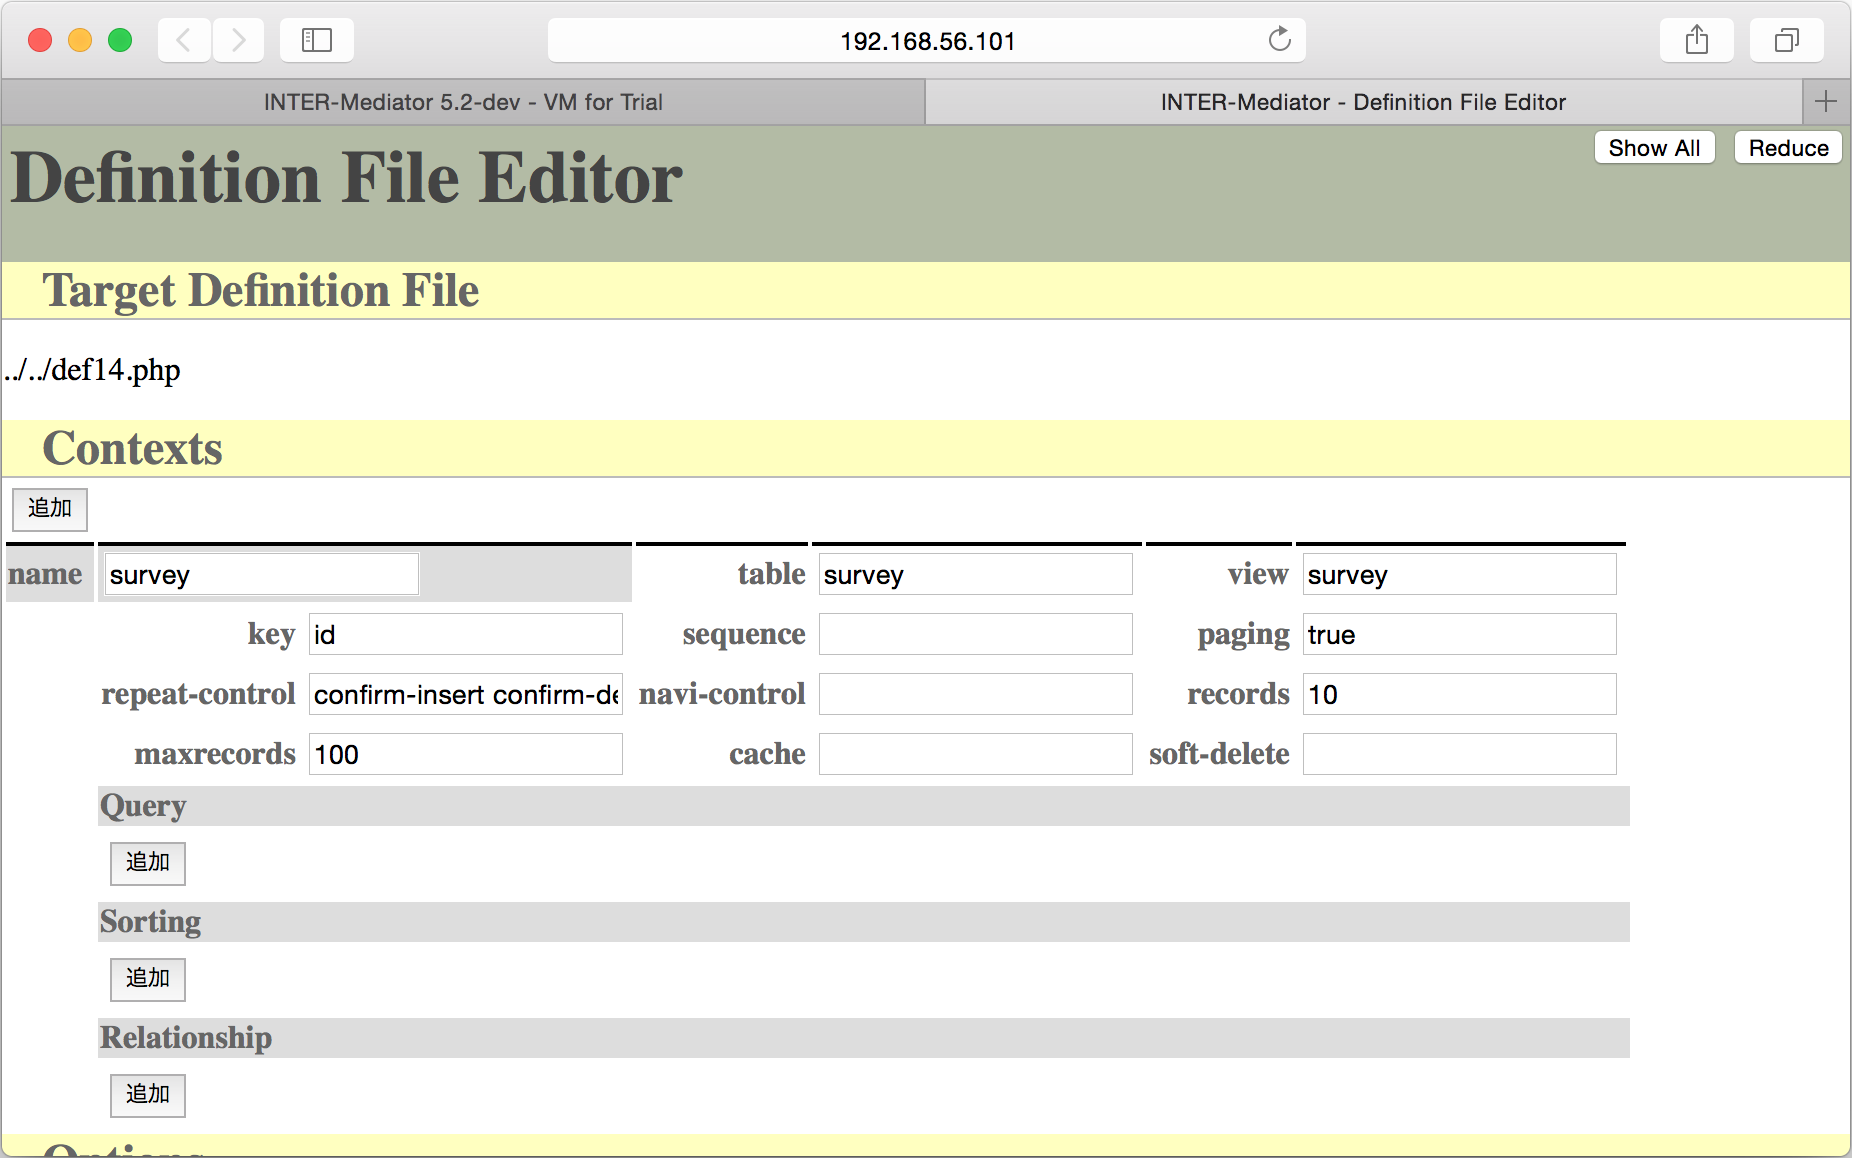 192.168.56.101
INTER-Mediator 5.2-dev - VM for Trial
INTER-Mediator - Definition File Editor
Definition File Editor
Show All
Reduce
Target Definition File
../../def14.php
Contexts
追加
name survey table survey view survey
key id sequence paging true
repeat-control confirm-insert confirm-de navi-control records 10
maxrecords 100 cache soft-delete
Query
追加
Sorting
追加
Relationship
追加
Options